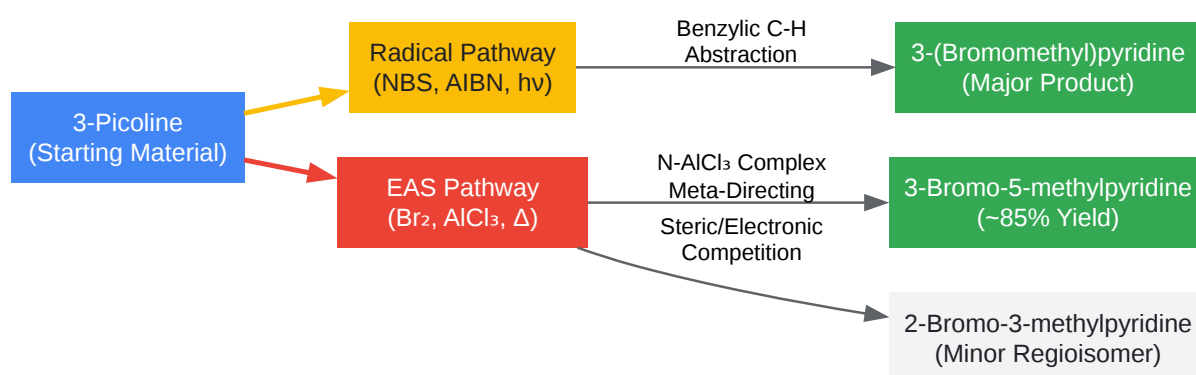 3-Picoline
(Starting Material)
Radical Pathway
(NBS, AIBN, hν)
Benzylic C-H
Abstraction
3-(Bromomethyl)pyridine
(Major Product)
EAS Pathway
(Br₂, AlCl₃, Δ)
N-AlCl₃ Complex
Meta-Directing
3-Bromo-5-methylpyridine
(~85% Yield)
Steric/Electronic
Competition
2-Bromo-3-methylpyridine
(Minor Regioisomer)